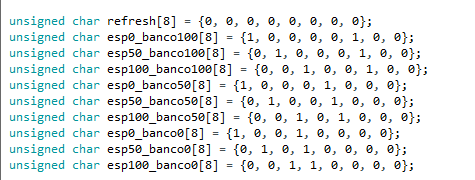 unsigned char refresh[8] = {0, 0, 0, 0, 0, 0, 0, 0};
unsigned char esp0_banco100[8] = {1, 0, 0, 0, 0, 1, 0, 0};
unsigned char esp50_banco100[8] = {0, 1, 0, 0, 0, 1, 0, 0};
unsigned char esp100_banco100[8] = {0, 0, 1, 0, 0, 1, 0, 0};
unsigned char esp0_banco50[8] = {1, 0, 0, 0, 1, 0, 0, 0};
unsigned char esp50_banco50[8] = {0, 1, 0, 0, 1, 0, 0, 0};
unsigned char esp100_banco50[8] = {0, 0, 1, 0, 1, 0, 0, 0};
unsigned char esp0_banco0[8] = {1, 0, 0, 1, 0, 0, 0, 0};
unsigned char esp50_banco0[8] = {0, 1, 0, 1, 0, 0, 0, 0};
unsigned char esp100_banco0[8] = {0, 0, 1, 1, 0, 0, 0, 0};